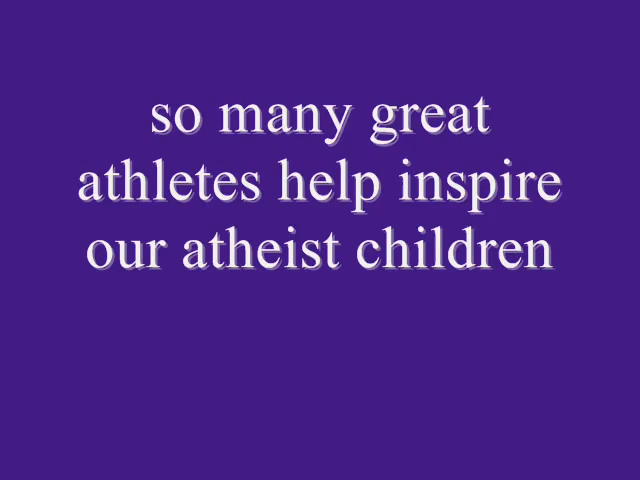 so many great
athletes help inspire
our atheist children